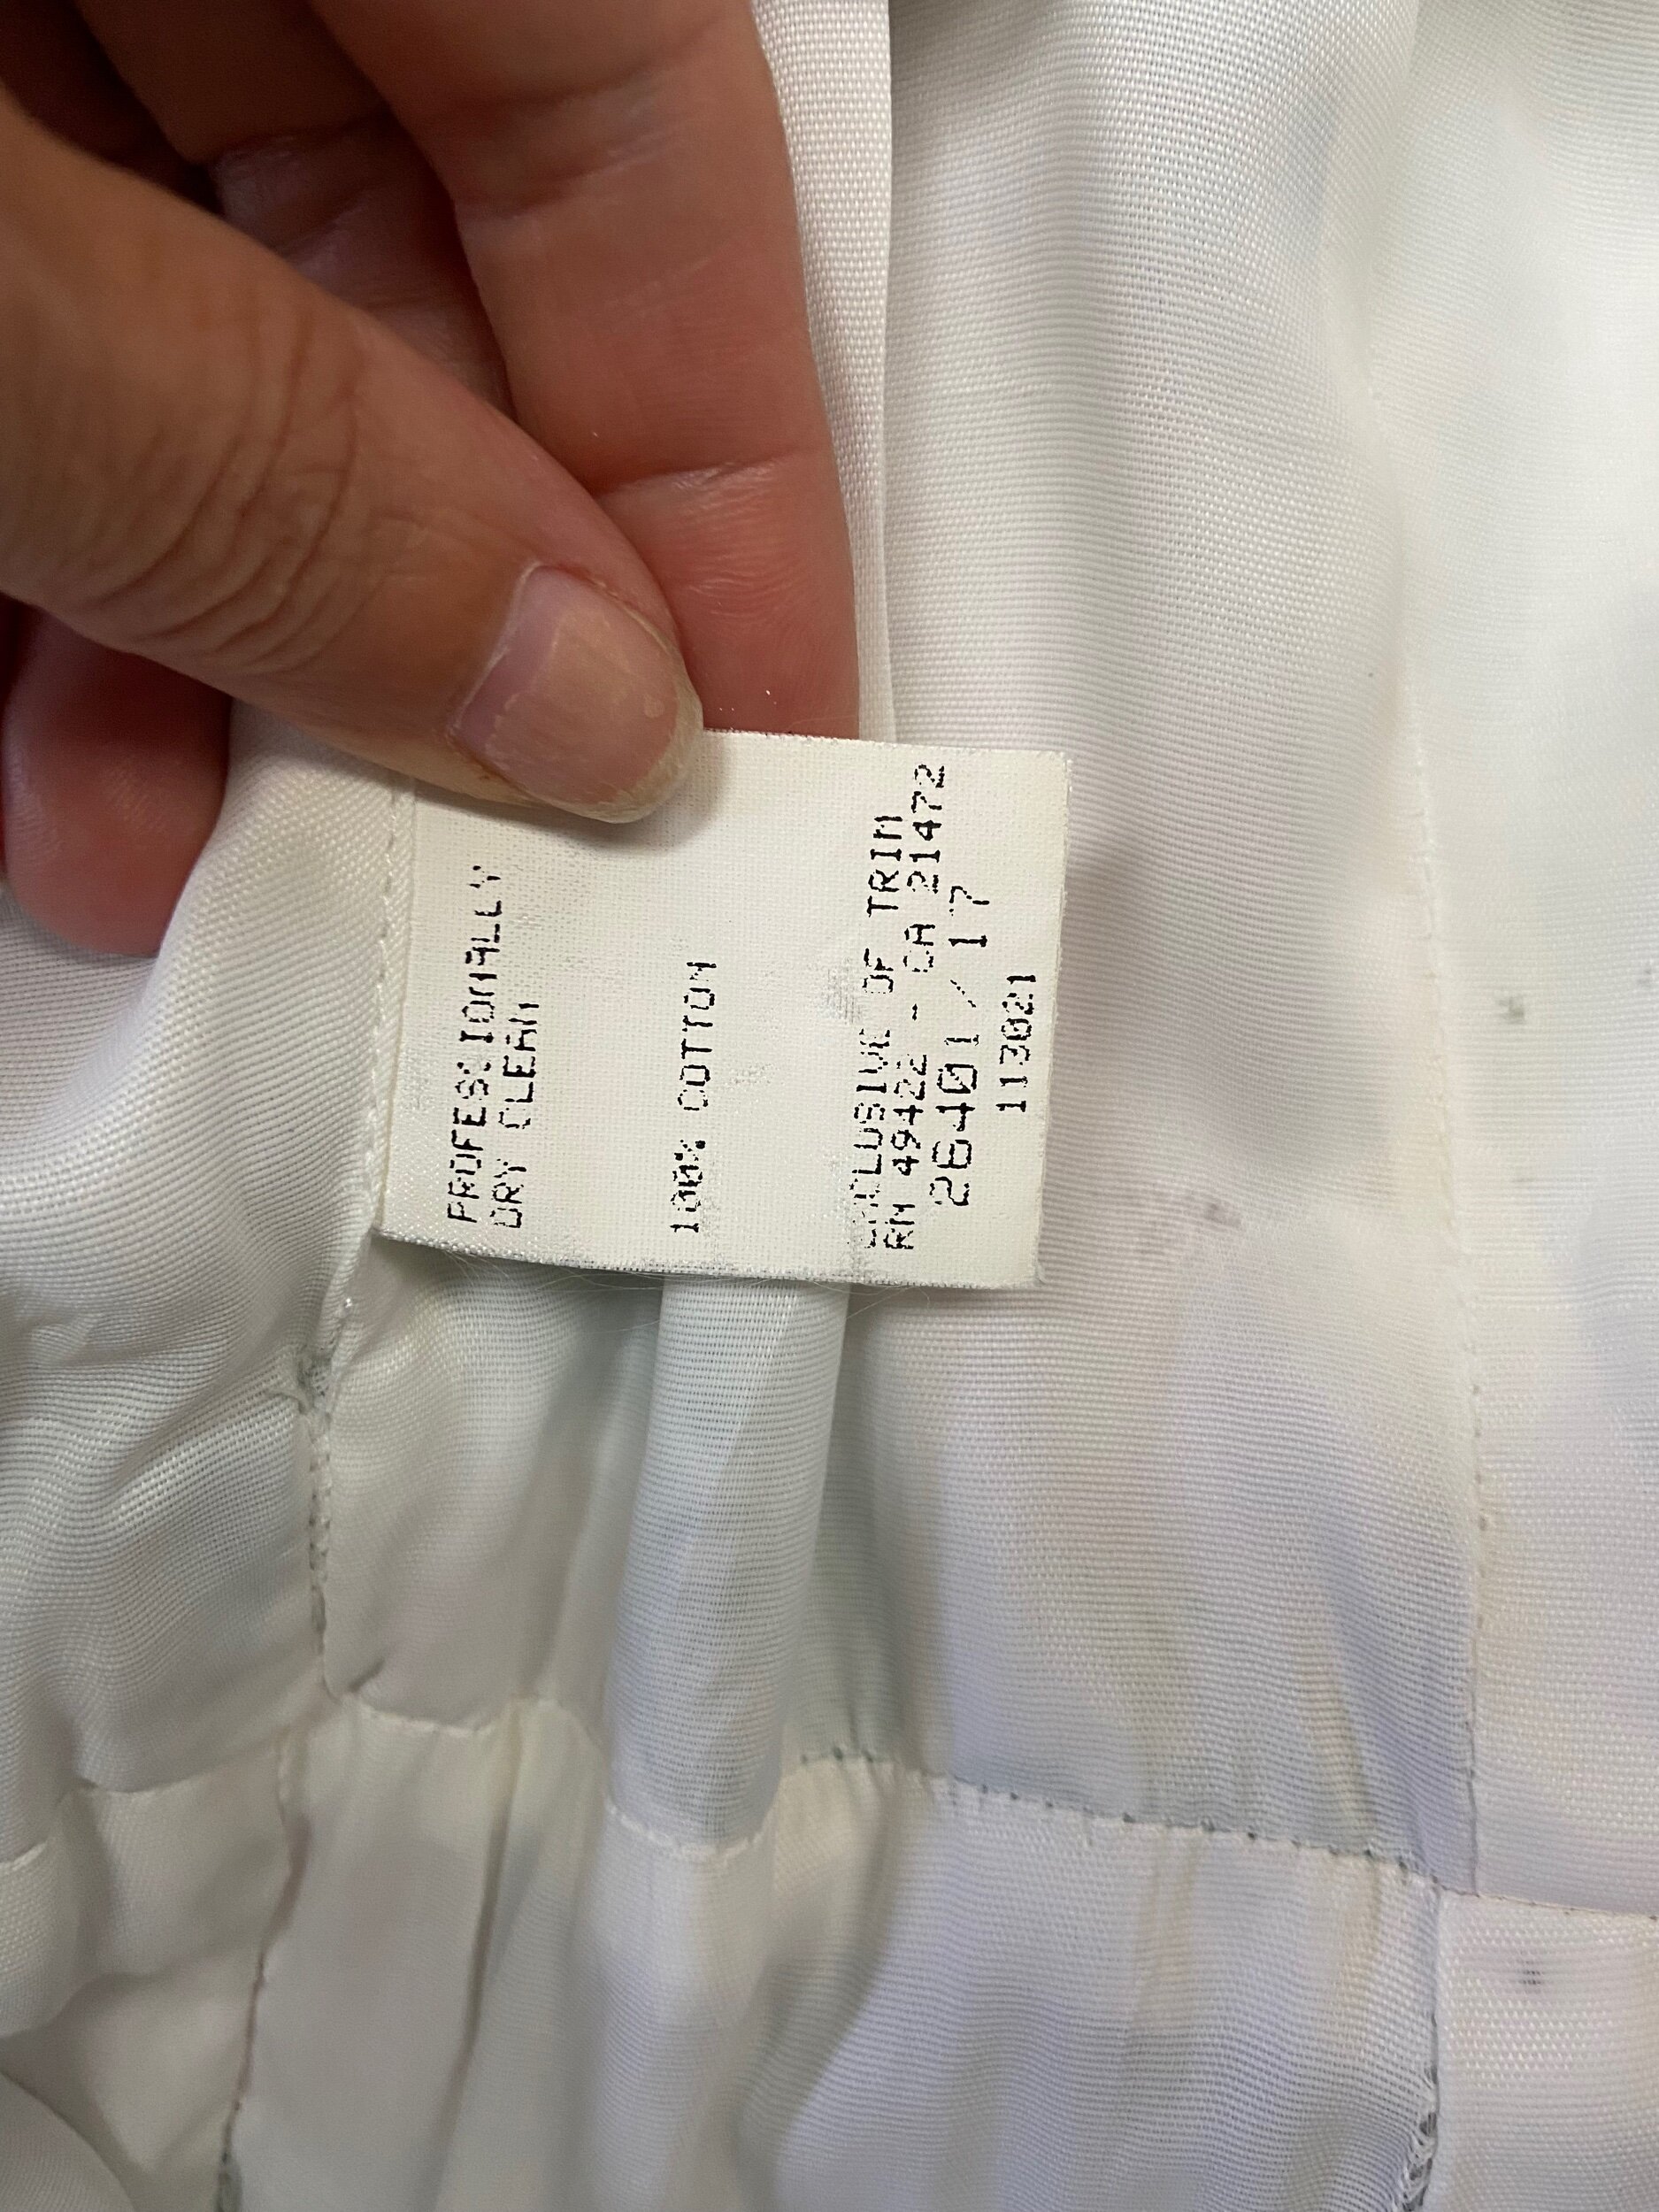 PROFESSIONALLY
DRY CLEAN
100% COTTON
EXCLUSIVE OF TRIM
RN 49422 - CA 21472
26401/17
113021